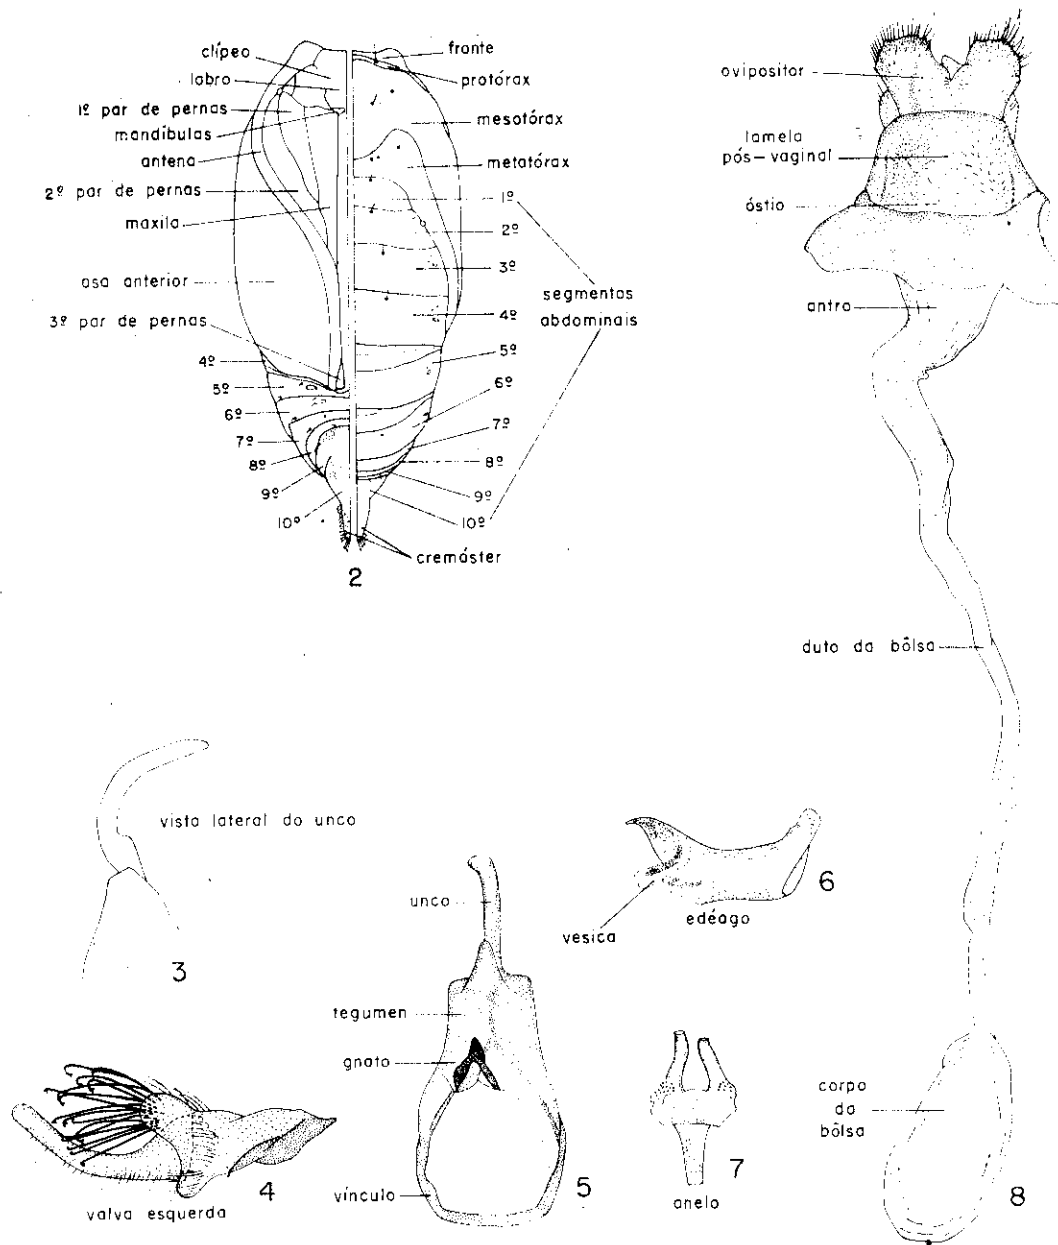 clípeo
labro
1º par de pernas
mandíbulas
antena
2º par de pernas
maxila
asa anterior
3º par de pernas
4º
5º
6º
7º
8º
9º
10º
fronte
protórax
mesotórax
metatórax
1º
2º
3º
4º
5º
6º
7º
8º
9º
10º
segmentos
abdominais
cremáster
2
ovipositor
lamela
pós-vaginal
óstio
antro
duto da bôlsa
corpo
da
bôlsa
8
vista lateral do unco
3
valva esquerda
4
unco
tegumen
gnato
vínculo
5
vesica
edéago
6
anelo
7